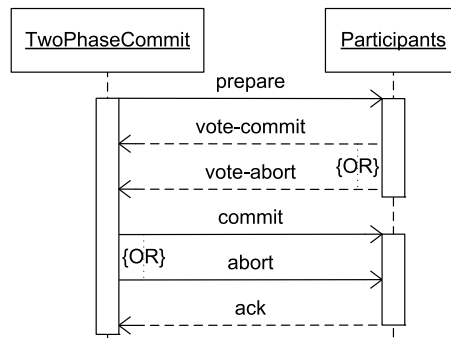 TwoPhaseCommit
Participants
prepare
vote-commit
{OR}
vote-abort
commit
{OR}
abort
ack